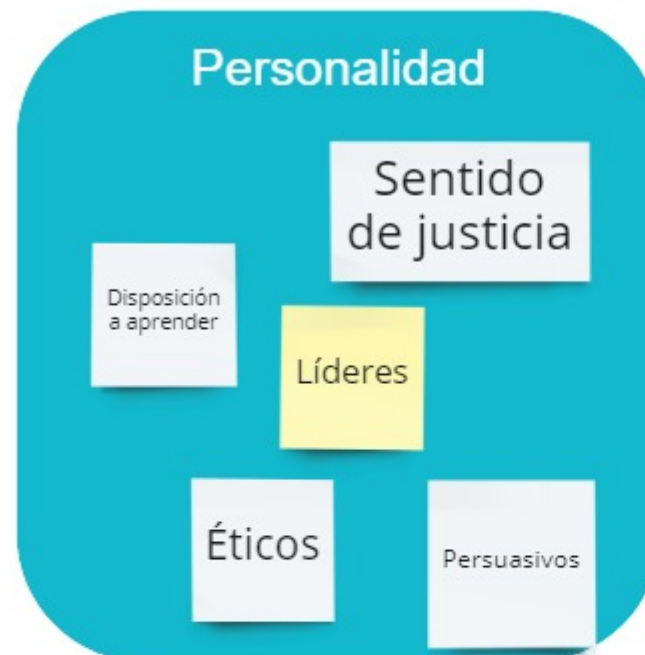 Personalidad
Sentido
de justicia
Disposición
a aprender
Líderes
Éticos
Persuasivos